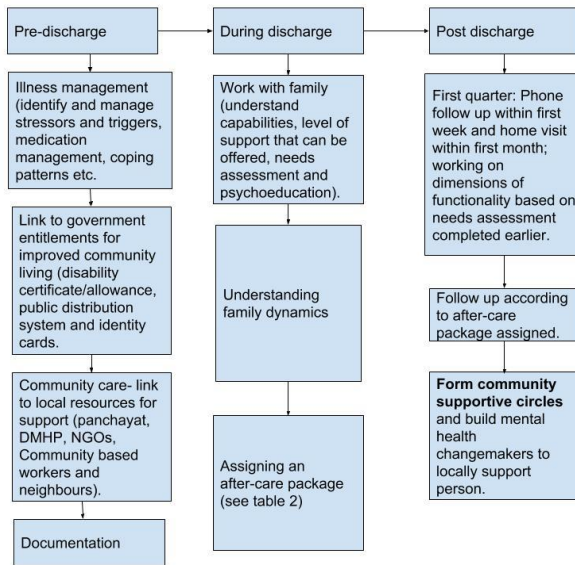 Pre-discharge
During discharge
Post discharge
Illness management
(identify and manage
stressors and triggers,
medication
management, coping
patterns etc.
Link to government
entitlements for
improved community
living (disability
certificate/allowance,
public distribution
system and identity
cards.
Community care- link
to local resources for
support (panchayat,
DMHP, NGOs,
Community based
workers and
neighbours).
Documentation
Work with family
(understand
capabilities, level of
support that can be
offered, needs
assessment and
psychoeducation).
Understanding
family dynamics
Assigning an
after-care package
(see table 2)
First quarter: Phone
follow up within first
week and home visit
within first month;
working on
dimensions of
functionality based on
needs assessment
completed earlier.
Follow up according
to after-care
package assigned.
Form community
supportive circles
and build mental
health
changemakers to
locally support
person.